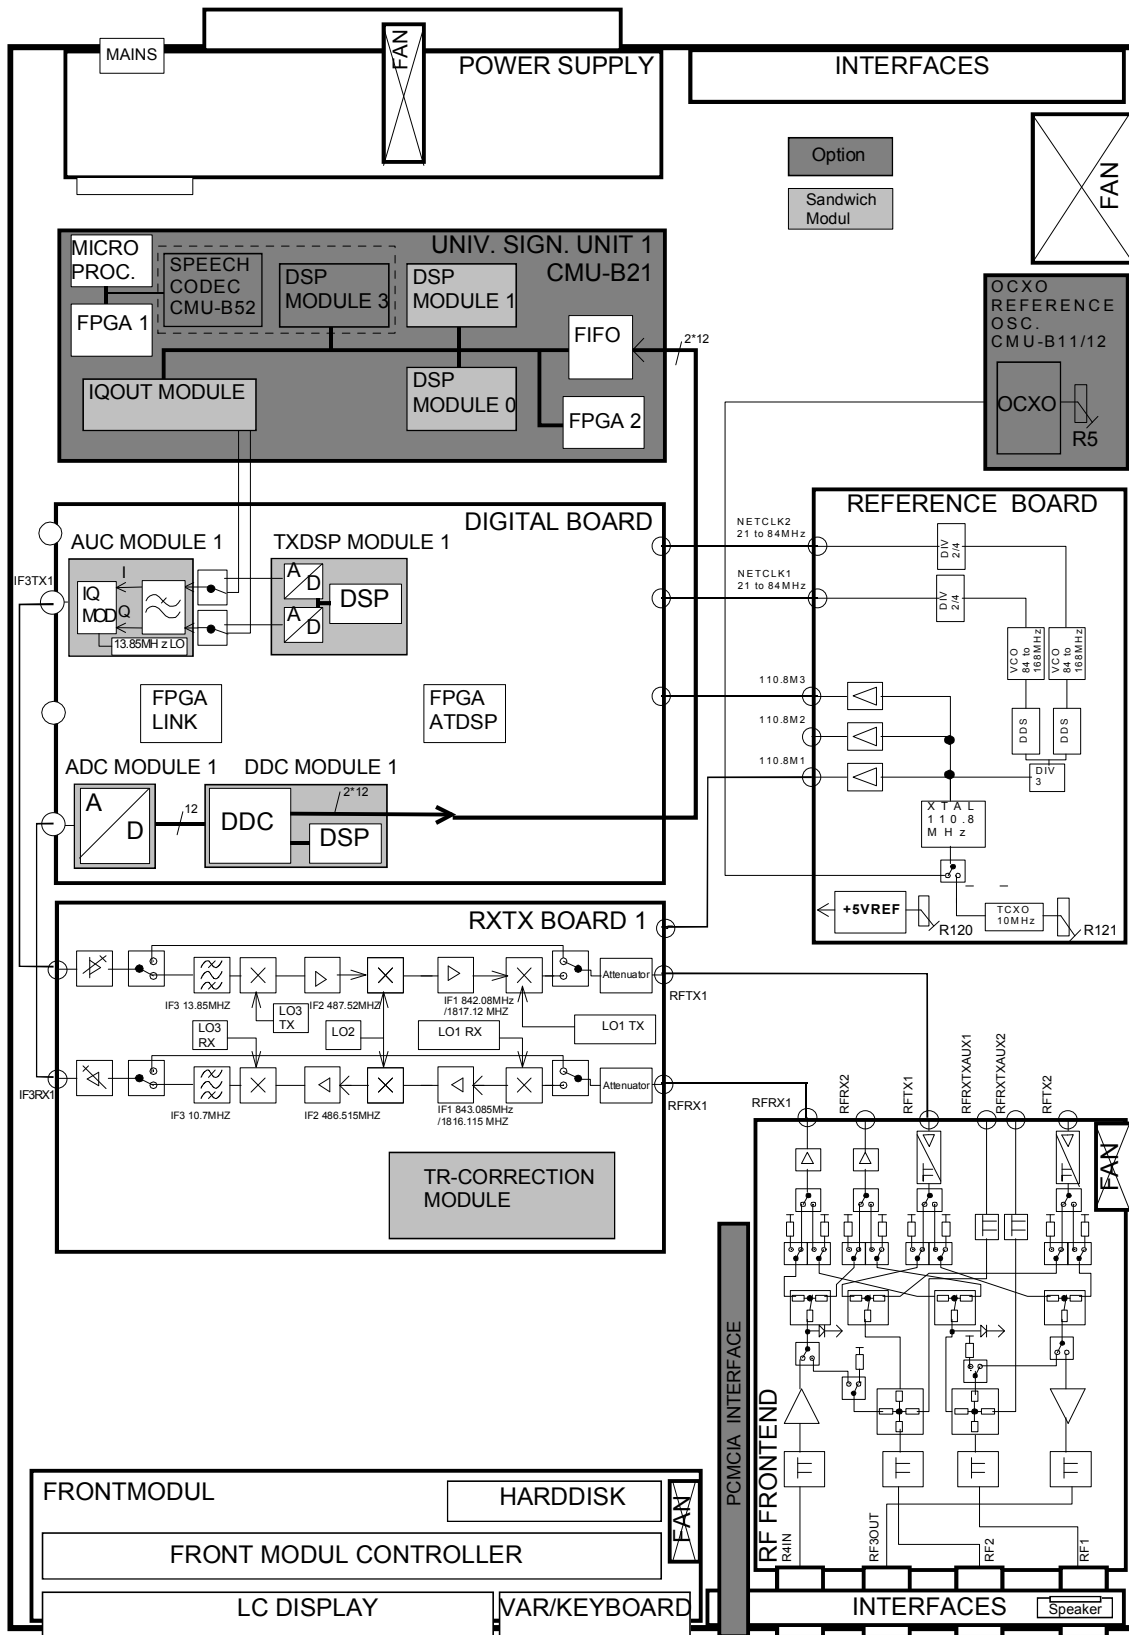 MAINS
FAN
POWER SUPPLY
INTERFACES
Option
Sandwich
Modul
FAN
UNIV. SIGN. UNIT 1
CMU-B21
MICRO
PROC.
SPEECH
CODEC
CMU-B52
DSP
MODULE 3
DSP
MODULE 1
FPGA 1
FIFO
2*12
IQOUT MODULE
DSP
MODULE 0
FPGA 2
OCXO
REFERENCE
OSC.
CMU-B11/12
OCXO
R5
DIGITAL BOARD
AUC MODULE 1
TXDSP MODULE 1
IF3TX1
I
IQ
MOD
Q
13.85MHz LO
A
D
A
D
DSP
FPGA
LINK
FPGA
ATDSP
ADC MODULE 1
DDC MODULE 1
A
D
12
DDC
2*12
DSP
REFERENCE BOARD
NETCLK2
21 to 84MHz
DIV
2/4
NETCLK1
21 to 84MHz
DIV
2/4
VCO
84 to
168MHz
VCO
84 to
168MHz
110.8M3
110.8M2
110.8M1
DDS
DDS
DIV
3
XTAL
110.8
MHz
+5VREF
R120
TCXO
10MHz
R121
RXTX BOARD 1
Attenuator
RFTX1
IF3 13.85MHZ
IF2 487.52MHZ
IF1 842.08MHz
/1817.12 MHZ
LO3
TX
LO3
RX
LO2
LO1 RX
LO1 TX
Attenuator
IF3RX1
RFRX1
IF3 10.7MHZ
IF2 486.515MHZ
IF1 843.085MHz
/1816.115 MHZ
TR-CORRECTION
MODULE
RFRX1
RFRX2
RFTX1
RFRXTXAUX1
RFRXTXAUX2
RFTX2
FAN
PCMCIA INTERFACE
RF FRONTEND
R4IN
RF3OUT
RF2
RF1
FRONTMODUL
HARDDISK
FAN
FRONT MODUL CONTROLLER
LC DISPLAY
VAR/KEYBOARD
INTERFACES
Speaker